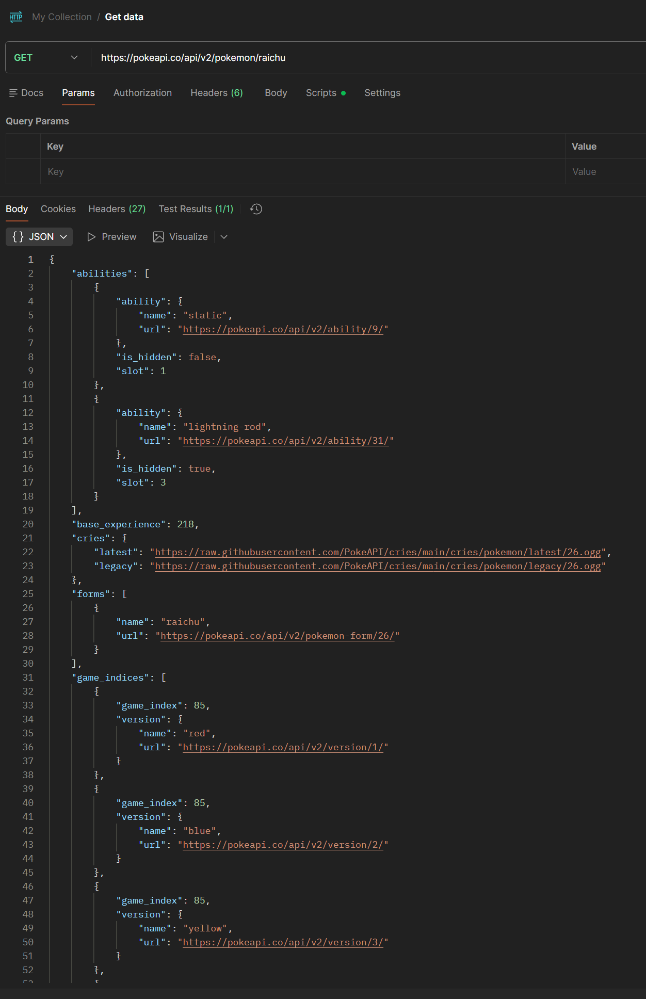 HTTP My Collection / Get data
GET https://pokeapi.co/api/v2/pokemon/raichu
Docs Params Authorization Headers (6) Body Scripts Settings
Query Params
Key Value
Key Value
Body Cookies Headers (27) Test Results (1/1)
{} JSON Preview Visualize
1 {
2 "abilities": [
3 {
4 "ability": {
5 "name": "static",
6 "url": "https://pokeapi.co/api/v2/ability/9/"
7 },
8 "is_hidden": false,
9 "slot": 1
10 },
11 {
12 "ability": {
13 "name": "lightning-rod",
14 "url": "https://pokeapi.co/api/v2/ability/31/"
15 },
16 "is_hidden": true,
17 "slot": 3
18 }
19 ],
20 "base_experience": 218,
21 "cries": {
22 "latest": "https://raw.githubusercontent.com/PokeAPI/cries/main/cries/pokemon/latest/26.ogg",
23 "legacy": "https://raw.githubusercontent.com/PokeAPI/cries/main/cries/pokemon/legacy/26.ogg"
24 },
25 "forms": [
26 {
27 "name": "raichu",
28 "url": "https://pokeapi.co/api/v2/pokemon-form/26/"
29 }
30 ],
31 "game_indices": [
32 {
33 "game_index": 85,
34 "version": {
35 "name": "red",
36 "url": "https://pokeapi.co/api/v2/version/1/"
37 }
38 },
39 {
40 "game_index": 85,
41 "version": {
42 "name": "blue",
43 "url": "https://pokeapi.co/api/v2/version/2/"
44 }
45 },
46 {
47 "game_index": 85,
48 "version": {
49 "name": "yellow",
50 "url": "https://pokeapi.co/api/v2/version/3/"
51 }
52 },